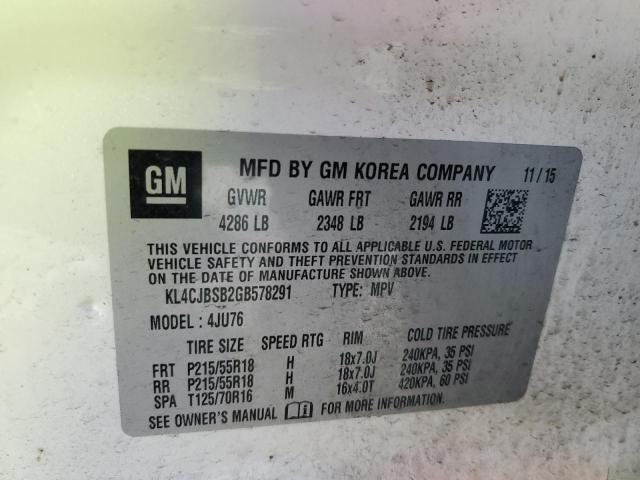 GM MFD BY GM KOREA COMPANY 11/15
GVWR GAWR FRT GAWR RR
4286 LB 2348 LB 2194 LB
THIS VEHICLE CONFORMS TO ALL APPLICABLE U.S. FEDERAL MOTOR
VEHICLE SAFETY AND THEFT PREVENTION STANDARDS IN EFFECT
ON THE DATE OF MANUFACTURE SHOWN ABOVE.
KL4CJBSB2GB578291 TYPE: MPV
MODEL : 4JU76
TIRE SIZE SPEED RTG RIM COLD TIRE PRESSURE
FRT P215/55R18 H 18x7.0J 240KPA, 35 PSI
RR P215/55R18 H 18x7.0J 240KPA, 35 PSI
SPA T125/70R16 M 16x4.0T 420KPA, 60 PSI
SEE OWNER'S MANUAL FOR MORE INFORMATION.